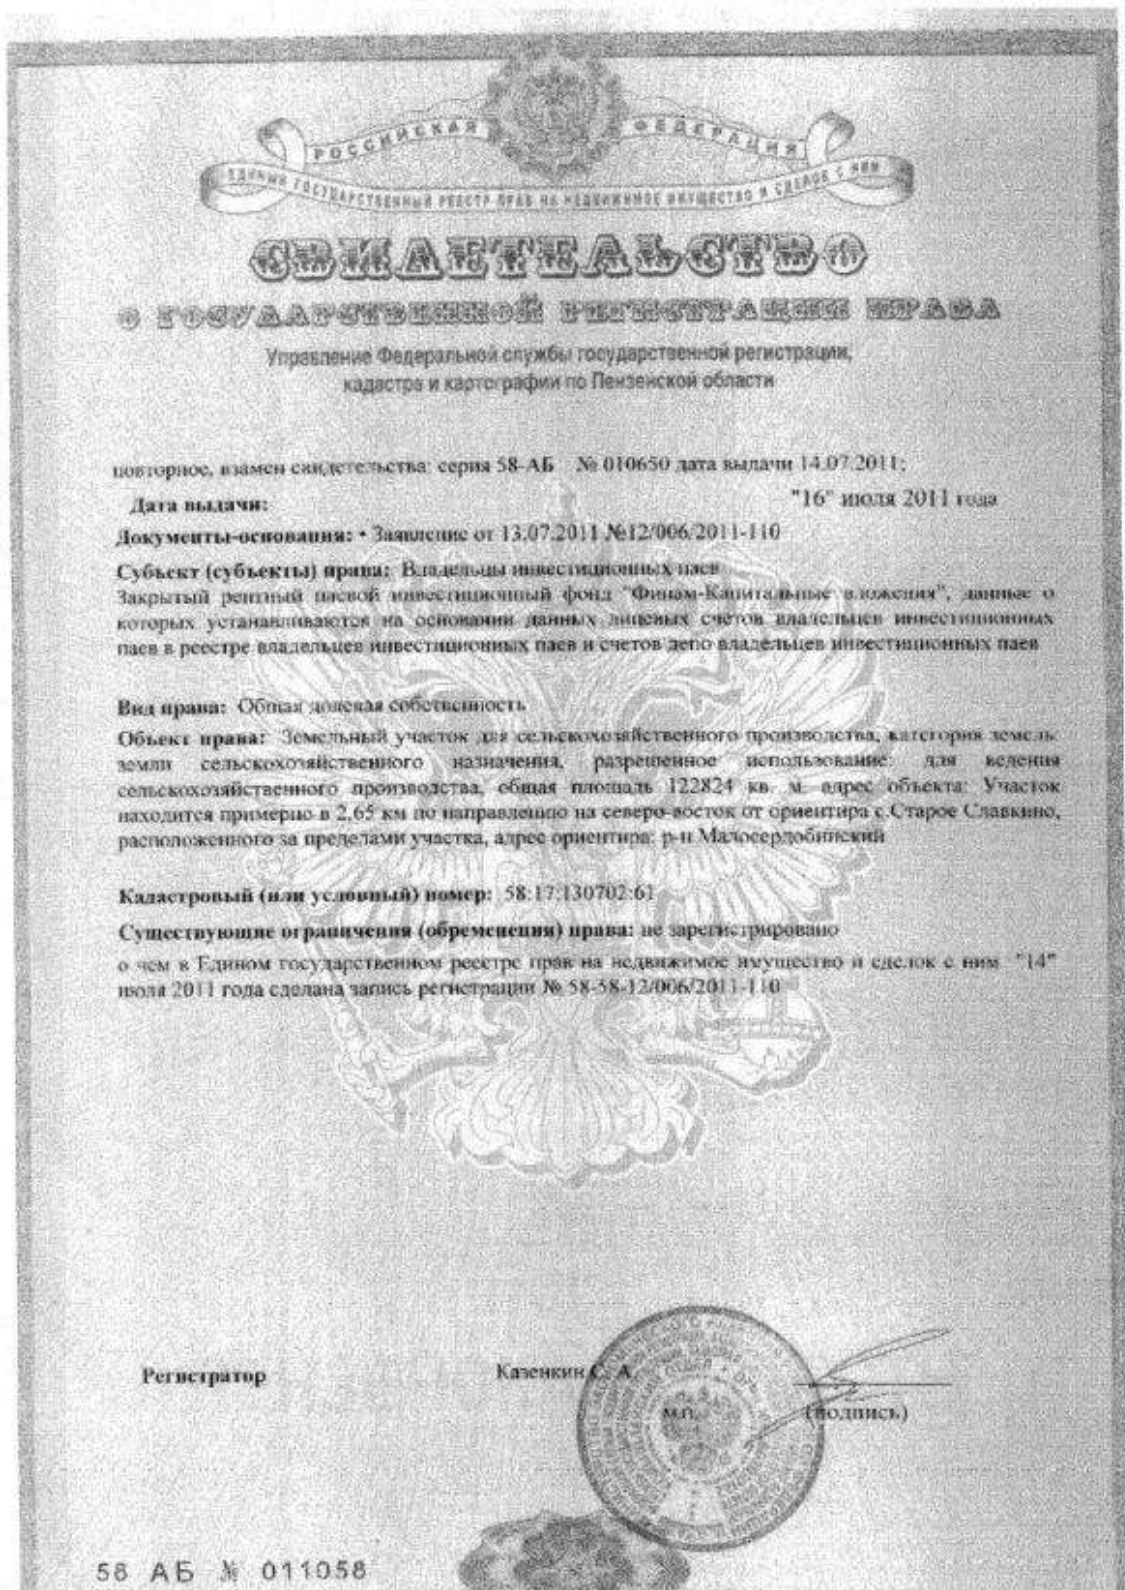 РОССИЙСКАЯ ФЕДЕРАЦИЯ
ЕДИНЫЙ ГОСУДАРСТВЕННЫЙ РЕЕСТР ПРАВ НА НЕДВИЖИМОЕ ИМУЩЕСТВО И СДЕЛОК С НИМ
СВИДЕТЕЛЬСТВО
О ГОСУДАРСТВЕННОЙ РЕГИСТРАЦИИ ПРАВА
Управление Федеральной службы государственной регистрации,
кадастра и картографии по Пензенской области
повторное, взамен свидетельства: серия 58-АБ № 010650 дата выдачи 14.07.2011;
Дата выдачи: "16" июля 2011 года
Документы-основания: • Заявление от 13.07.2011 №12/006/2011-110
Субъект (субъекты) права: Владельцы инвестиционных паев
Закрытый рентный паевой инвестиционный фонд "Финам-Капитальные вложения", данные о
которых устанавливаются на основании данных лицевых счетов владельцев инвестиционных
паев в реестре владельцев инвестиционных паев и счетов депо владельцев инвестиционных паев
Вид права: Общая долевая собственность
Объект права: Земельный участок для сельскохозяйственного производства, категория земель:
земли сельскохозяйственного назначения, разрешенное использование: для ведения
сельскохозяйственного производства, общая площадь 122824 кв. м, адрес объекта: Участок
находится примерно в 2,65 км по направлению на северо-восток от ориентира с.Старое Славкино,
расположенного за пределами участка, адрес ориентира: р-н Малосердобинский
Кадастровый (или условный) номер: 58:17:130702:61
Существующие ограничения (обременения) права: не зарегистрировано
о чем в Едином государственном реестре прав на недвижимое имущество и сделок с ним "14"
июля 2011 года сделана запись регистрации № 58-58-12/006/2011-110
Регистратор Казенкин С. А.
м.п. (подпись)
58 АБ № 011058